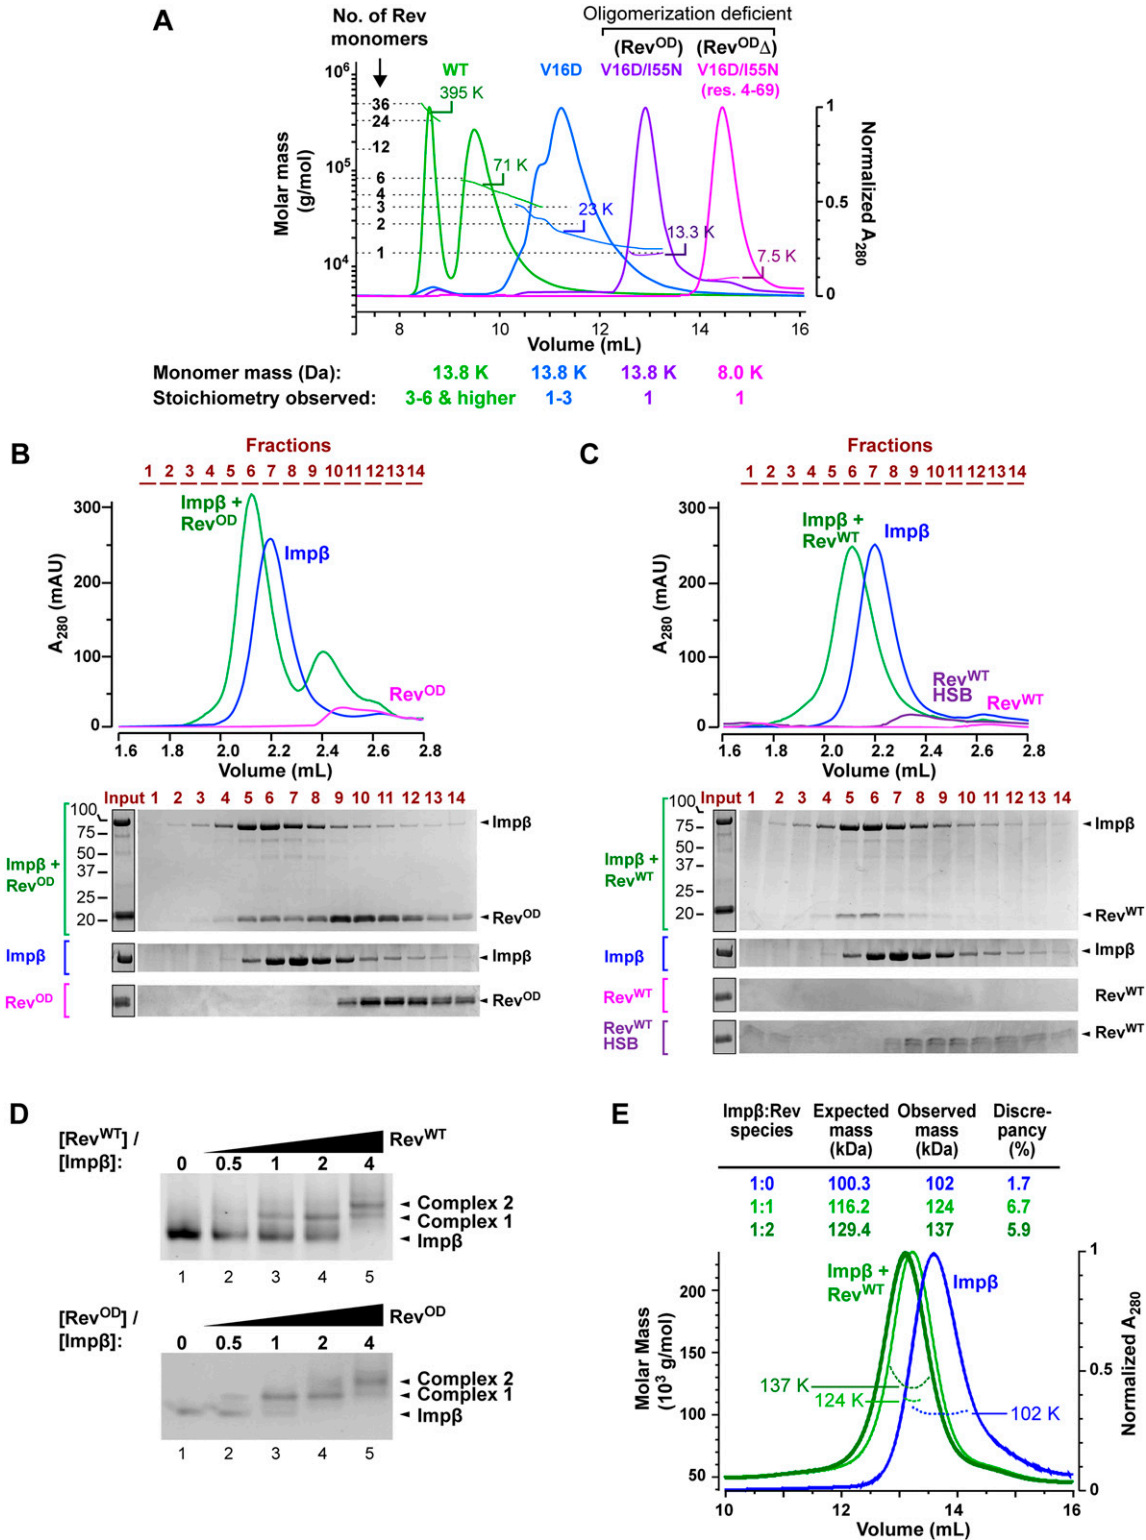 A
No. of Rev
monomers
Oligomerization deficient
(Rev^OD) (Rev^OD Δ)
WT V16D V16D/I55N V16D/I55N
(res. 4-69)
10^6
36
24
12
10^5
6
4
3
2
1
10^4
395 K
71 K
23 K
13.3 K
7.5 K
1
0.5
0
Molar mass
(g/mol)
Normalized A280
8 10 12 14 16
Volume (mL)
Monomer mass (Da): 13.8 K 13.8 K 13.8 K 8.0 K
Stoichiometry observed: 3-6 & higher 1-3 1 1
B
Fractions
1 2 3 4 5 6 7 8 9 10 11 12 13 14
Impβ +
Rev^OD
Impβ
Rev^OD
300
200
100
0
A280 (mAU)
1.6 2.0 2.2 2.4 2.6 2.8
Volume (mL)
Input 1 2 3 4 5 6 7 8 9 10 11 12 13 14
100
75
50
37
25
20
Impβ +
Rev^OD
Impβ
Rev^OD
Impβ
Impβ
Rev^OD
Rev^OD
C
Fractions
1 2 3 4 5 6 7 8 9 10 11 12 13 14
Impβ +
Rev^WT
Impβ
Rev^WT
HSB
Rev^WT
300
200
100
0
A280 (mAU)
1.6 2.0 2.2 2.4 2.6 2.8
Volume (mL)
Input 1 2 3 4 5 6 7 8 9 10 11 12 13 14
100
75
50
37
25
20
Impβ +
Rev^WT
Impβ
Rev^WT
Impβ
Impβ
Rev^WT
Rev^WT
Rev^WT
HSB
Rev^WT
D
[Rev^WT] /
[Impβ]:
Rev^WT
0 0.5 1 2 4
Complex 2
Complex 1
Impβ
1 2 3 4 5
[Rev^OD] /
[Impβ]:
Rev^OD
0 0.5 1 2 4
Complex 2
Complex 1
Impβ
1 2 3 4 5
E
Impβ:Rev Expected Observed Discre-
species mass mass pancy
(kDa) (kDa) (%)
1:0 100.3 102 1.7
1:1 116.2 124 6.7
1:2 129.4 137 5.9
Impβ +
Rev^WT
Impβ
200
150
100
50
137 K
124 K
102 K
1
0.5
0
Molar Mass
(10^3 g/mol)
Normalized A280
10 12 14 16
Volume (mL)